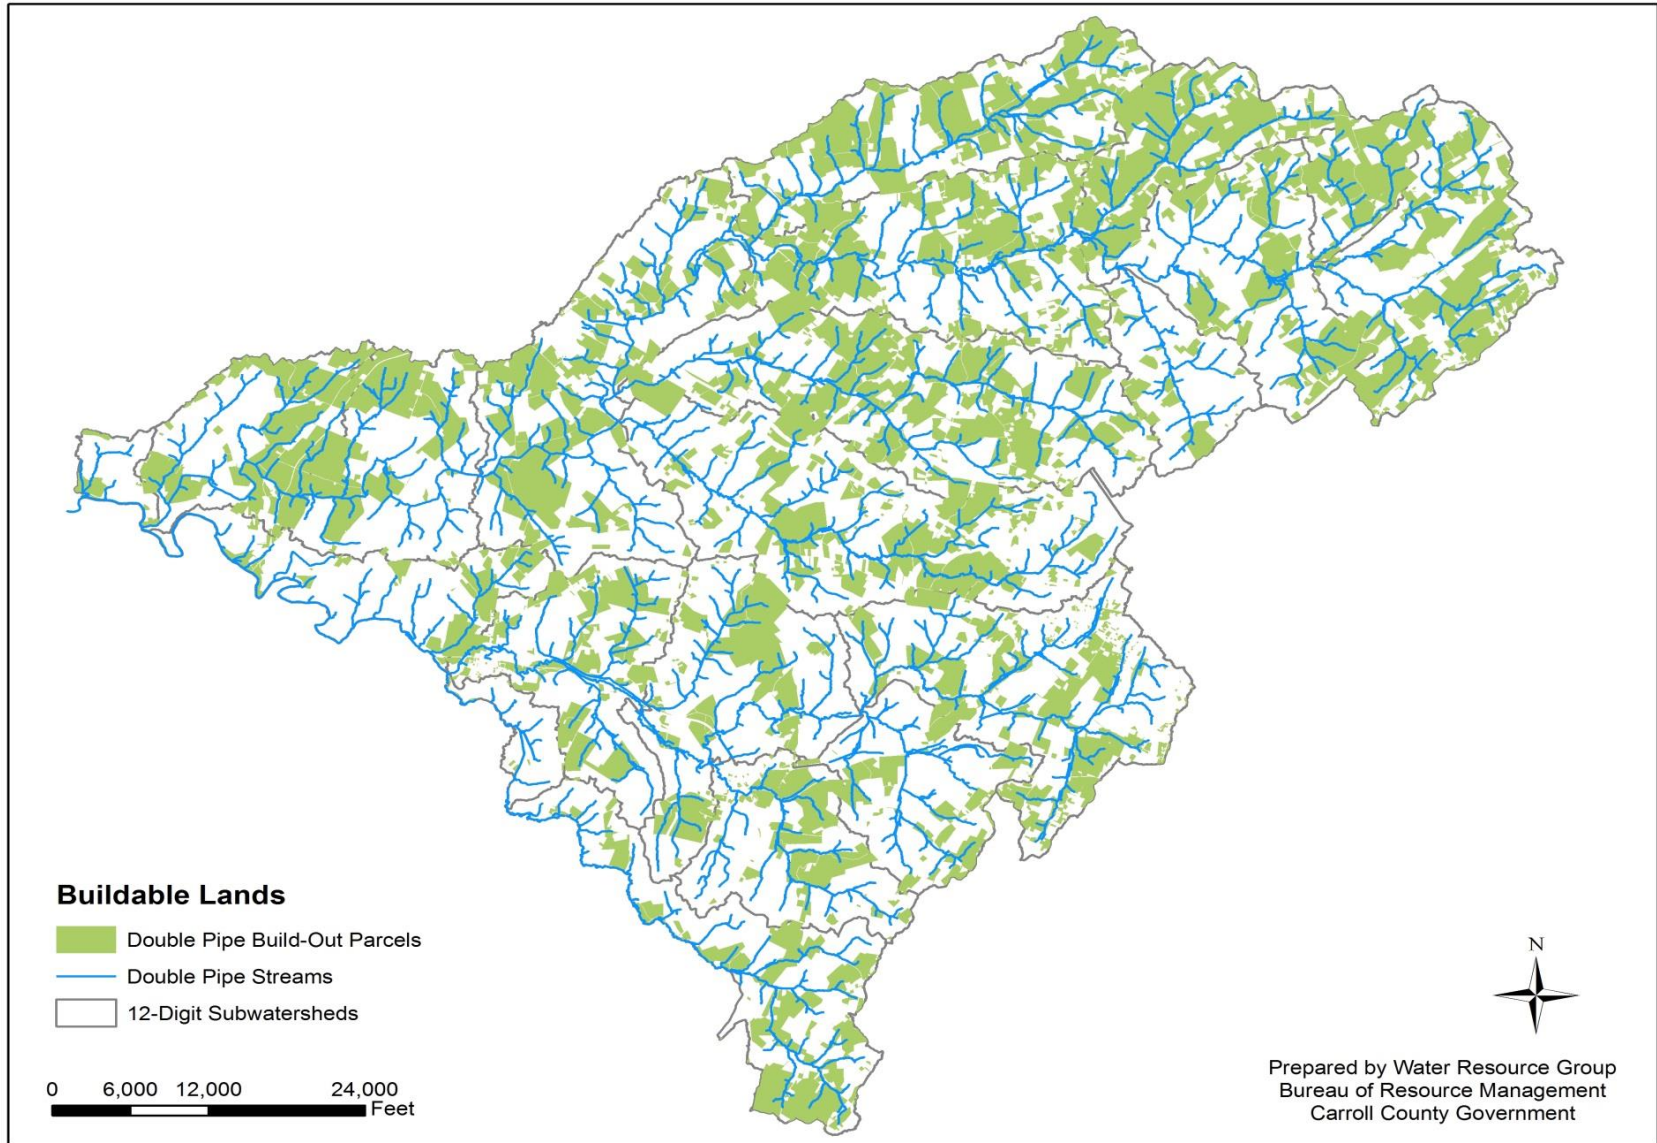 Buildable Lands
Double Pipe Build-Out Parcels
Double Pipe Streams
12-Digit Subwatersheds
0 6,000 12,000 24,000
Feet
N
Prepared by Water Resource Group
Bureau of Resource Management
Carroll County Government